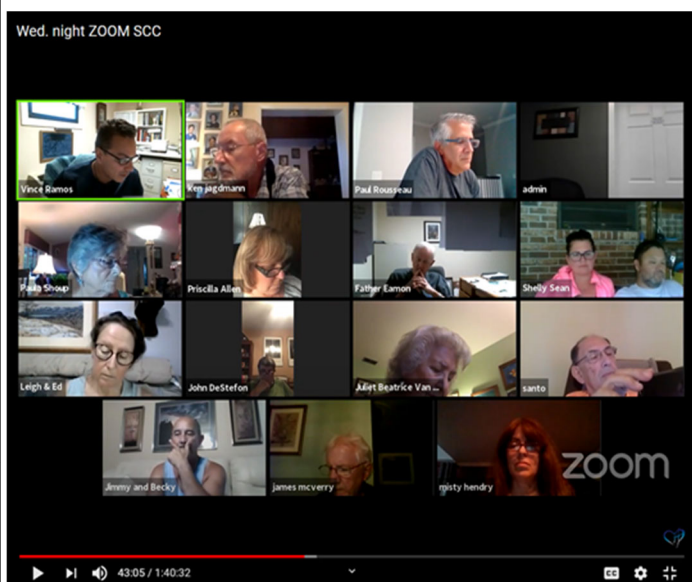 Wed. night ZOOM SCC
Vince Ramos
ken jagdmann
Paul Rousseau
admin
Paula Shoup
Priscilla Allen
Father Eamon
Shelly Sean
Leigh & Ed
John DeStefon
Juliet Beatrice Van ...
santo
Jimmy and Becky
james mcverry
misty hendry
zoom
43:05 / 1:40:32
CC